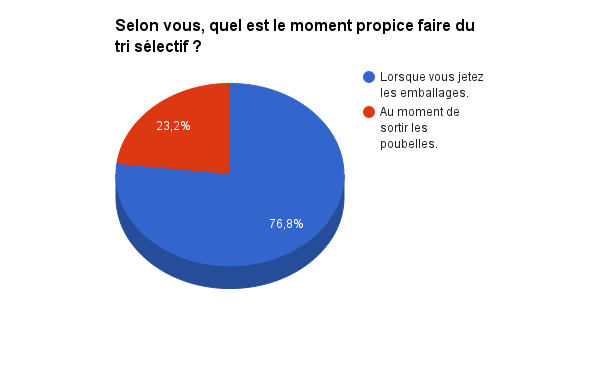 Selon vous, quel est le moment propice faire du
tri sélectif ?
Lorsque vous jetez
les emballages.
Au moment de
sortir les
poubelles.
23,2%
76,8%